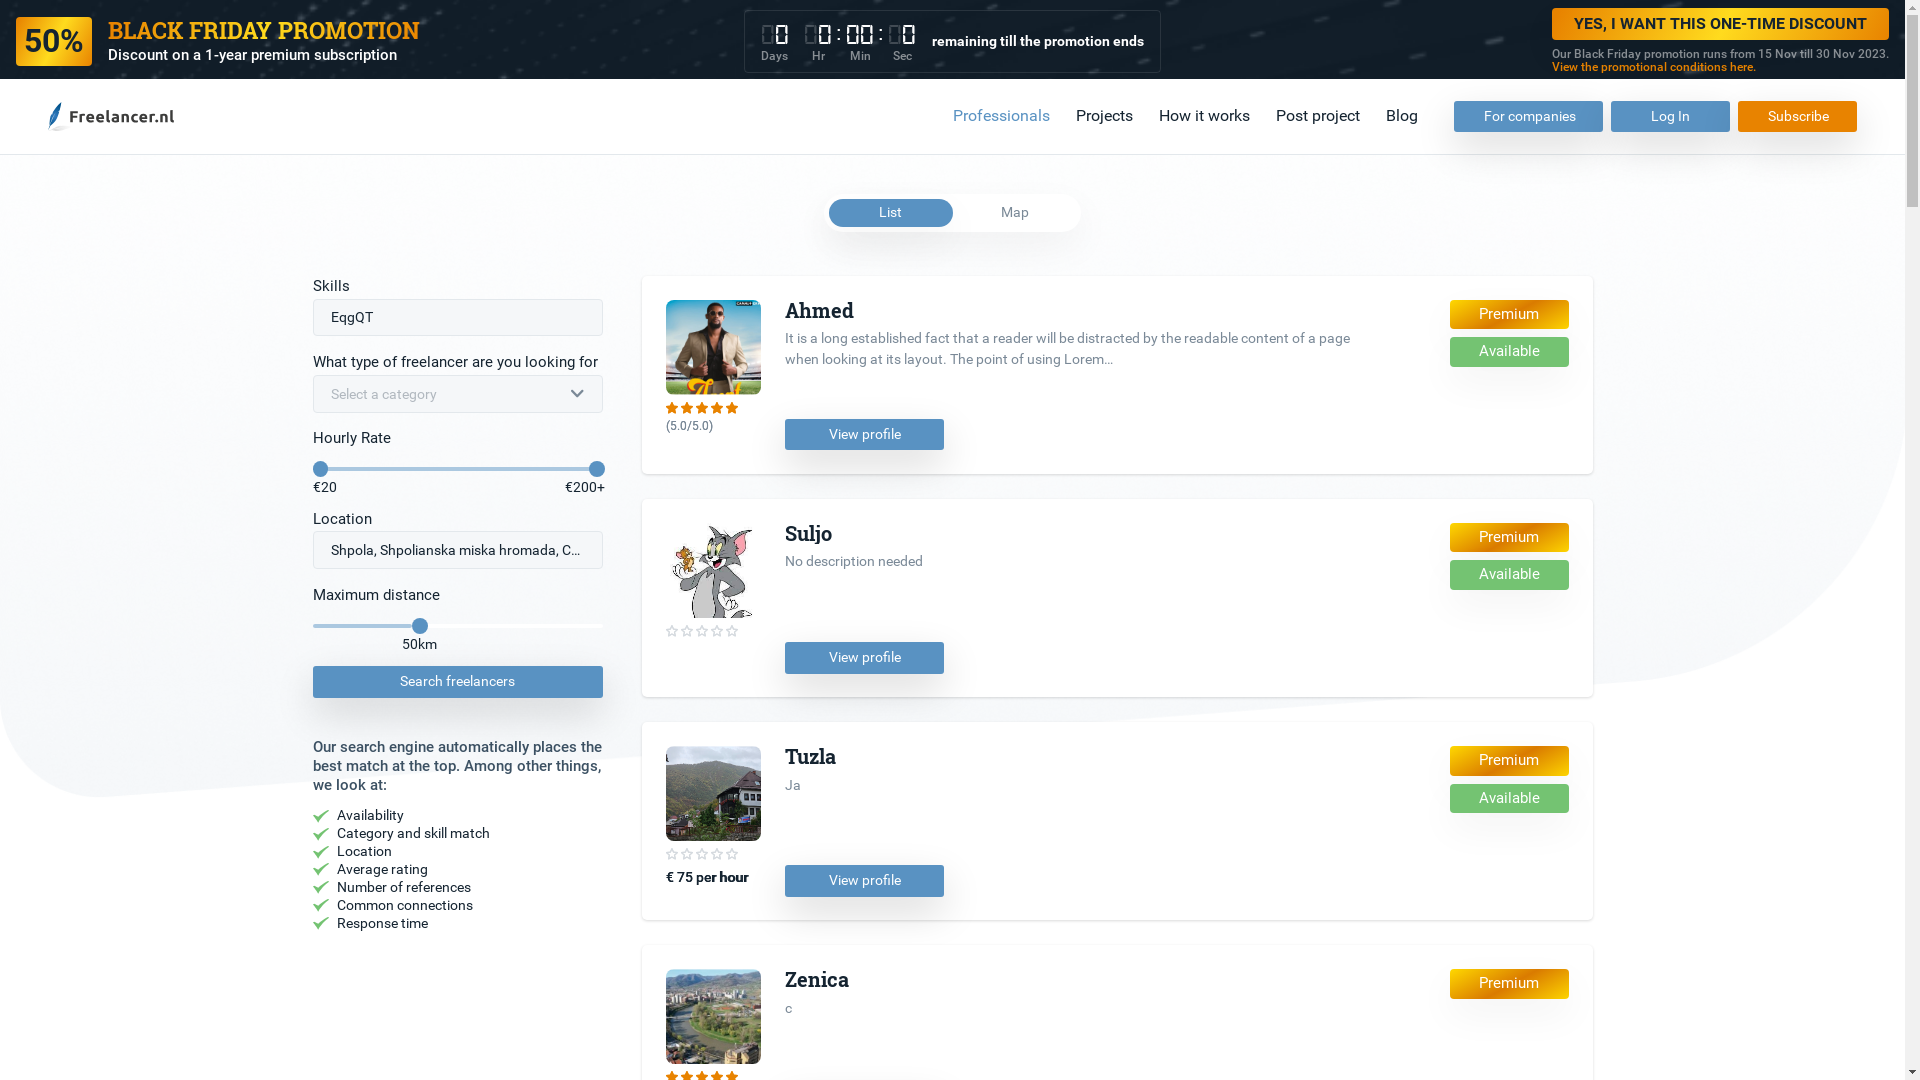 50%
BLACK FRIDAY PROMOTION
Discount on a 1-year premium subscription
0 0 : 00 : 0
Days Hr Min Sec
remaining till the promotion ends
YES, I WANT THIS ONE-TIME DISCOUNT
Our Black Friday promotion runs from 15 Nov till 30 Nov 2023.
View the promotional conditions here.
Freelancer.nl
Professionals
Projects
How it works
Post project
Blog
For companies
Log In
Subscribe
List
Map
Skills
EqgQT
What type of freelancer are you looking for
Select a category
Hourly Rate
€20
€200+
Location
Shpola, Shpolianska miska hromada, C...
Maximum distance
50km
Search freelancers
Our search engine automatically places the
best match at the top. Among other things,
we look at:
Availability
Category and skill match
Location
Average rating
Number of references
Common connections
Response time
Ahmed
It is a long established fact that a reader will be distracted by the readable content of a page
when looking at its layout. The point of using Lorem...
(5.0/5.0)
View profile
Premium
Available
Suljo
No description needed
View profile
Premium
Available
Tuzla
Ja
€ 75 per hour
View profile
Premium
Available
Zenica
c
Premium